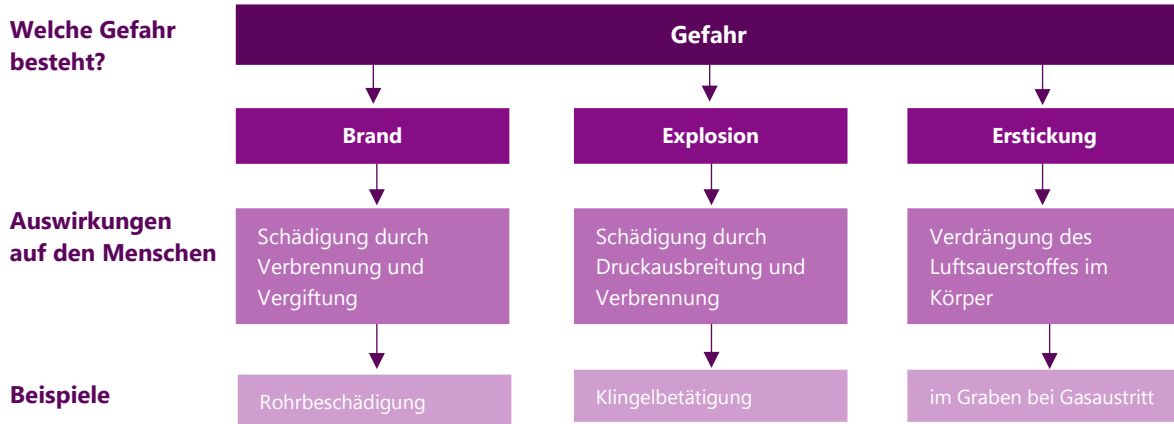 Welche Gefahr
besteht?
Gefahr
Brand
Explosion
Erstickung
Auswirkungen
auf den Menschen
Schädigung durch
Verbrennung und
Vergiftung
Schädigung durch
Druckausbreitung und
Verbrennung
Verdrängung des
Luftsauerstoffes im
Körper
Beispiele
Rohrbeschädigung
Klingelbetätigung
im Graben bei Gasaustritt